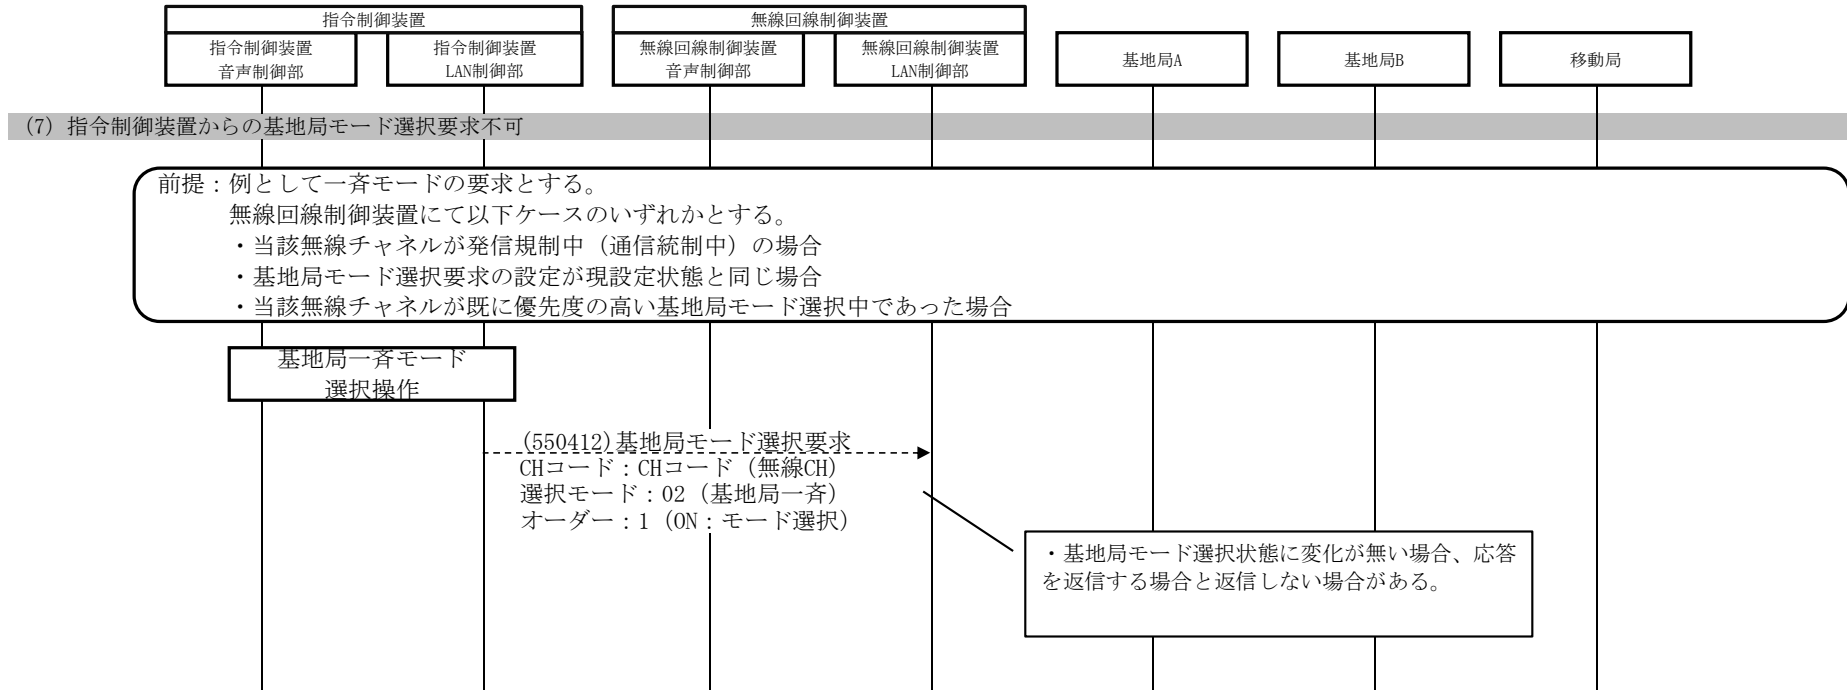 指令制御装置
無線回線制御装置
指令制御装置
音声制御部
指令制御装置
LAN制御部
無線回線制御装置
音声制御部
無線回線制御装置
LAN制御部
基地局A
基地局B
移動局
(7) 指令制御装置からの基地局モード選択要求不可
前提：例として一斉モードの要求とする。
無線回線制御装置にて以下ケースのいずれかとする。
・当該無線チャネルが発信規制中（通信統制中）の場合
・基地局モード選択要求の設定が現設定状態と同じ場合
・当該無線チャネルが既に優先度の高い基地局モード選択中であった場合
基地局一斉モード
選択操作
(550412)基地局モード選択要求
CHコード：CHコード（無線CH）
選択モード：02（基地局一斉）
オーダー：1（ON：モード選択）
・基地局モード選択状態に変化が無い場合、応答
を返信する場合と返信しない場合がある。